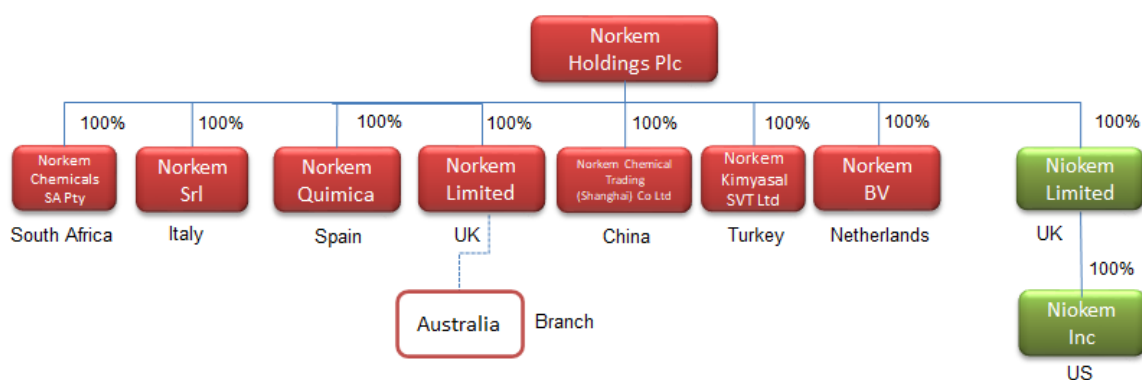 Norkem
Holdings Plc
100%
100%
100%
100%
100%
100%
100%
100%
Norkem
Chemicals
SA Pty
Norkem
Srl
Norkem
Quimica
Norkem
Limited
Norkem Chemical
Trading
(Shanghai) Co Ltd
Norkem
Kimyasal
SVT Ltd
Norkem
BV
Niokem
Limited
South Africa
Italy
Spain
UK
China
Turkey
Netherlands
UK
100%
Australia
Branch
Niokem
Inc
US